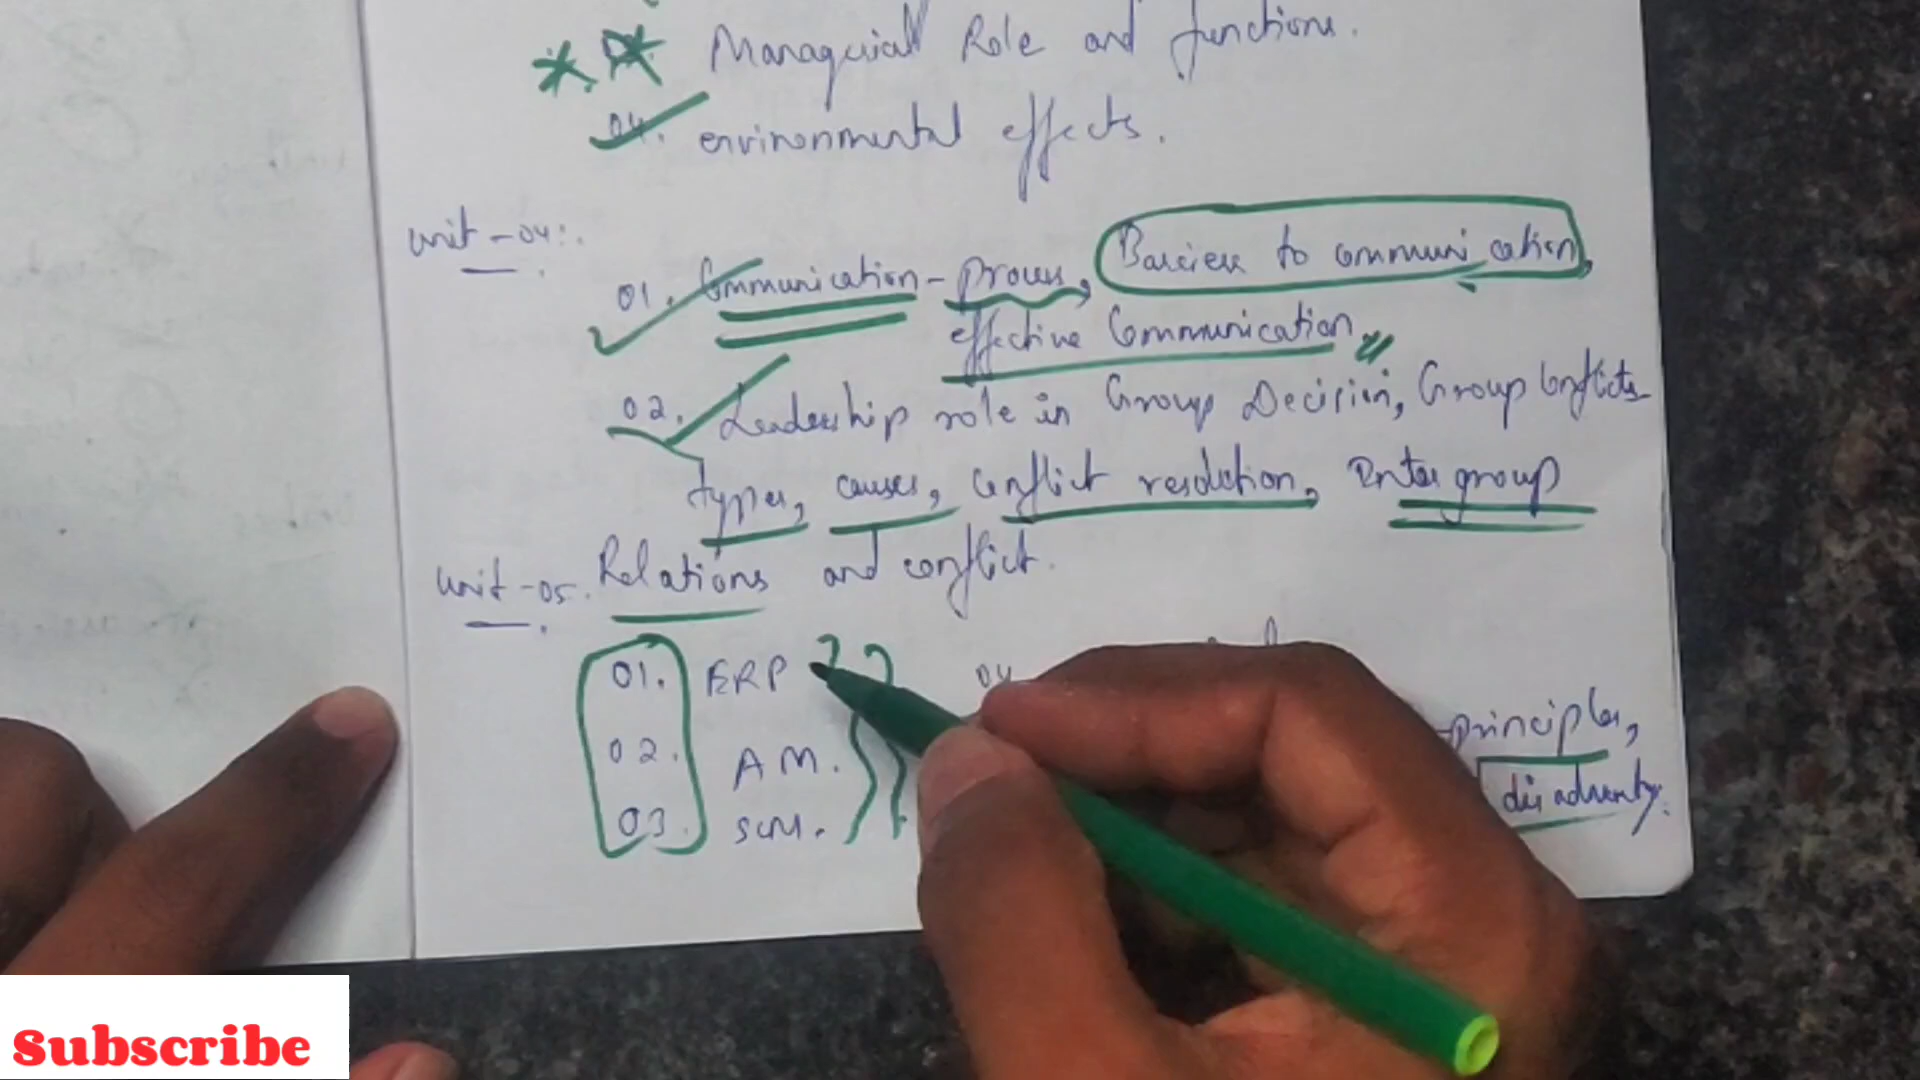 Managerial Role and functions.
04. environmental effects.
unit-04:.
01. Communication - process, Barriers to communication,
effective Communication
02. Leadership role in Group Decision, Group Conflicts
types, causes, Conflict resolution, Inter group
Relations and conflict.
unit-05.
01. ERP
04
02. AM.
principles,
03. SCM.
disadvantg.
Subscribe